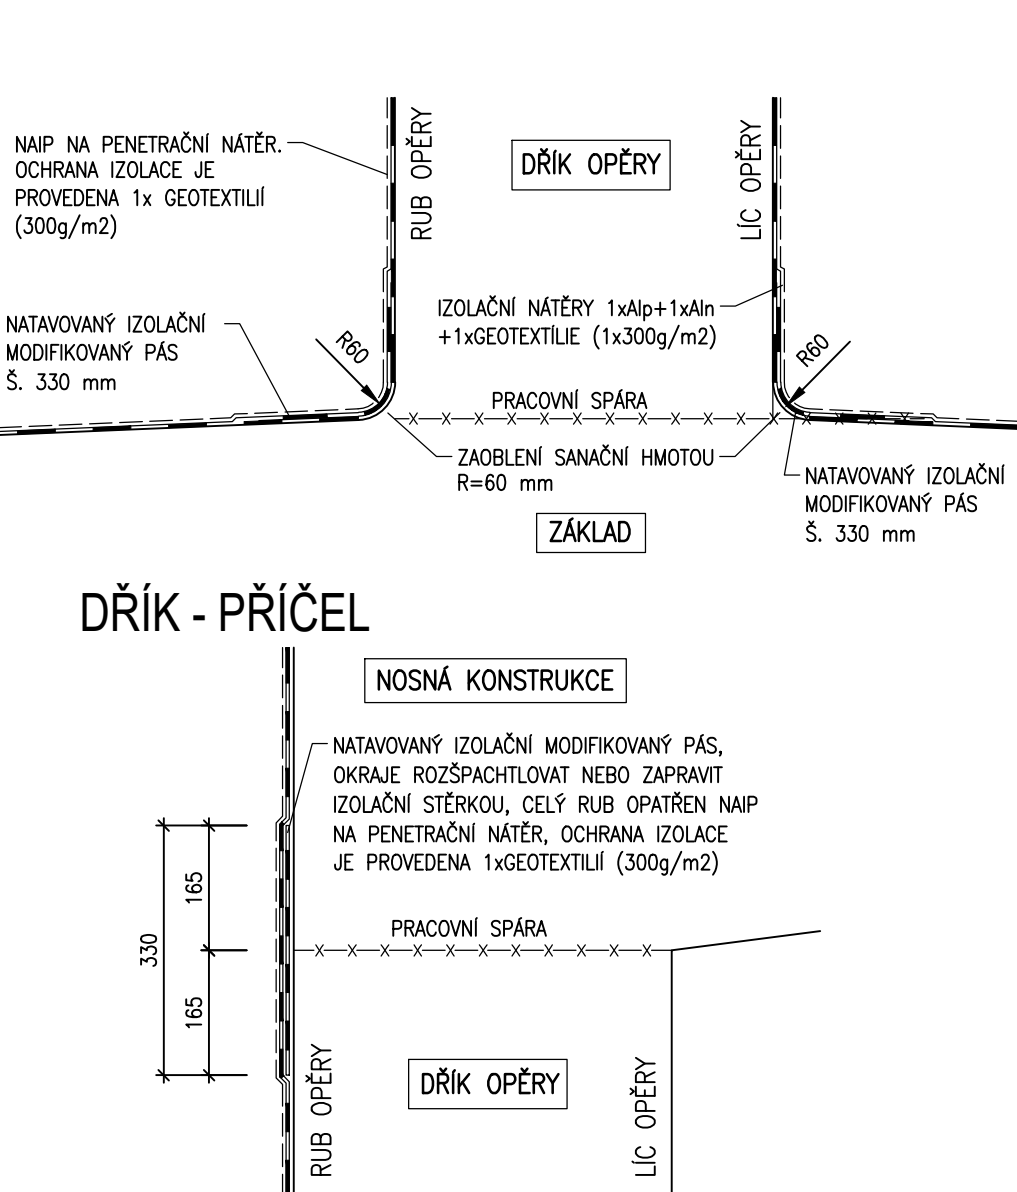 NAIP NA PENETRAČNÍ NÁTĚR.
OCHRANA IZOLACE JE
PROVEDENA 1x GEOTEXTILIÍ
(300g/m2)
RUB OPĚRY
DŘÍK OPĚRY
LÍC OPĚRY
NATAVOVANÝ IZOLAČNÍ
MODIFIKOVANÝ PÁS
Š. 330 mm
R60
IZOLAČNÍ NÁTĚRY 1xAlp+1xAln
+1xGEOTEXTÍLIE (1x300g/m2)
R60
PRACOVNÍ SPÁRA
ZAOBLENÍ SANAČNÍ HMOTOU
R=60 mm
NATAVOVANÝ IZOLAČNÍ
MODIFIKOVANÝ PÁS
Š. 330 mm
ZÁKLAD
DŘÍK - PŘÍČEL
NOSNÁ KONSTRUKCE
NATAVOVANÝ IZOLAČNÍ MODIFIKOVANÝ PÁS,
OKRAJE ROZŠPACHTLOVAT NEBO ZAPRAVIT
IZOLAČNÍ STĚRKOU, CELÝ RUB OPATŘEN NAIP
NA PENETRAČNÍ NÁTĚR, OCHRANA IZOLACE
JE PROVEDENA 1xGEOTEXTILIÍ (300g/m2)
165
330
165
PRACOVNÍ SPÁRA
RUB OPĚRY
DŘÍK OPĚRY
LÍC OPĚRY